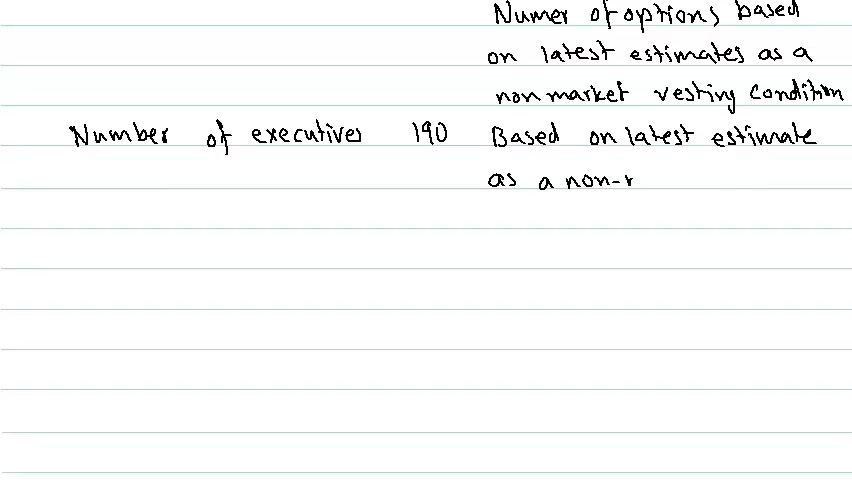 Numer of options based
on latest estimates as a
non market vesting condition
Number of executives 190 Based on latest estimate
as a non-r